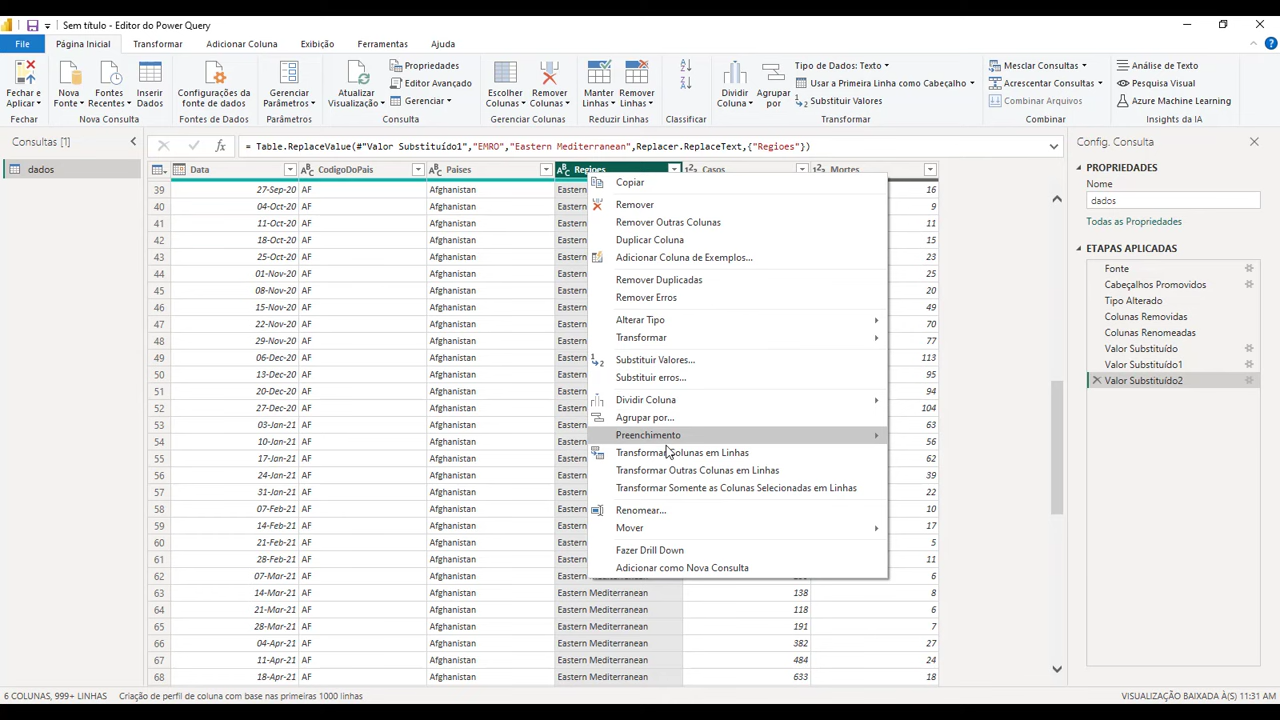 Sem título - Editor do Power Query
File Página Inicial Transformar Adicionar Coluna Exibição Ferramentas Ajuda
Fechar e Aplicar
Fechar
Nova Fonte
Fontes Recentes
Inserir Dados
Nova Consulta
Configurações da fonte de dados
Fontes de Dados
Gerenciar Parâmetros
Parâmetros
Atualizar Visualização
Propriedades
Editor Avançado
Gerenciar
Consulta
Escolher Colunas
Remover Colunas
Gerenciar Colunas
Manter Linhas
Remover Linhas
Reduzir Linhas
Classificar
Dividir Coluna
Agrupar por
Tipo de Dados: Texto
Usar a Primeira Linha como Cabeçalho
Substituir Valores
Transformar
Mesclar Consultas
Acrescentar Consultas
Combinar Arquivos
Combinar
Análise de Texto
Pesquisa Visual
Azure Machine Learning
Insights da IA
Consultas [1]
dados
= Table.ReplaceValue(#"Valor Substituído1","EMRO","Eastern Mediterranean",Replacer.ReplaceText,{"Regioes"})
Data CodigoDoPais Paises Regioes Casos Mortes
39 27-Sep-20 AF Afghanistan Eastern 16
40 04-Oct-20 AF Afghanistan Eastern 9
41 11-Oct-20 AF Afghanistan Eastern 11
42 18-Oct-20 AF Afghanistan Eastern 15
43 25-Oct-20 AF Afghanistan Eastern 23
44 01-Nov-20 AF Afghanistan Eastern 25
45 08-Nov-20 AF Afghanistan Eastern 20
46 15-Nov-20 AF Afghanistan Eastern 49
47 22-Nov-20 AF Afghanistan Eastern 70
48 29-Nov-20 AF Afghanistan Eastern 77
49 06-Dec-20 AF Afghanistan Eastern 113
50 13-Dec-20 AF Afghanistan Eastern 95
51 20-Dec-20 AF Afghanistan Eastern 94
52 27-Dec-20 AF Afghanistan Eastern 104
53 03-Jan-21 AF Afghanistan Eastern 63
54 10-Jan-21 AF Afghanistan Eastern 56
55 17-Jan-21 AF Afghanistan Eastern 62
56 24-Jan-21 AF Afghanistan Eastern 39
57 31-Jan-21 AF Afghanistan Eastern 22
58 07-Feb-21 AF Afghanistan Eastern 10
59 14-Feb-21 AF Afghanistan Eastern 17
60 21-Feb-21 AF Afghanistan Eastern 5
61 28-Feb-21 AF Afghanistan Eastern 11
62 07-Mar-21 AF Afghanistan Eastern 6
63 14-Mar-21 AF Afghanistan Eastern Mediterranean 138 8
64 21-Mar-21 AF Afghanistan Eastern Mediterranean 118 6
65 28-Mar-21 AF Afghanistan Eastern Mediterranean 191 7
66 04-Apr-21 AF Afghanistan Eastern Mediterranean 382 27
67 11-Apr-21 AF Afghanistan Eastern Mediterranean 484 24
68 18-Apr-21 AF Afghanistan Eastern Mediterranean 633 18
Copiar
Remover
Remover Outras Colunas
Duplicar Coluna
Adicionar Coluna de Exemplos...
Remover Duplicadas
Remover Erros
Alterar Tipo
Transformar
Substituir Valores...
Substituir erros...
Dividir Coluna
Agrupar por...
Preenchimento
Transformar Colunas em Linhas
Transformar Outras Colunas em Linhas
Transformar Somente as Colunas Selecionadas em Linhas
Renomear...
Mover
Fazer Drill Down
Adicionar como Nova Consulta
Config. Consulta
PROPRIEDADES
Nome
dados
Todas as Propriedades
ETAPAS APLICADAS
Fonte
Cabeçalhos Promovidos
Tipo Alterado
Colunas Removidas
Colunas Renomeadas
Valor Substituído
Valor Substituído1
Valor Substituído2
6 COLUNAS, 999+ LINHAS Criação de perfil de coluna com base nas primeiras 1000 linhas VISUALIZAÇÃO BAIXADA À(S) 11:31 AM